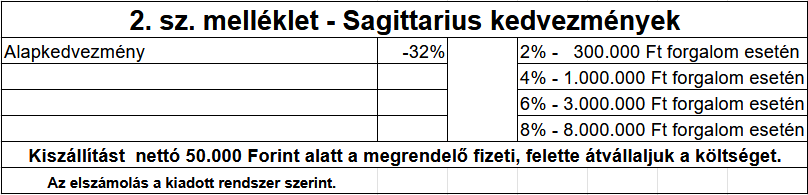 2. sz. melléklet - Sagittarius kedvezmények
Alapkedvezmény -32% 2% - 300.000 Ft forgalom esetén
4% - 1.000.000 Ft forgalom esetén
6% - 3.000.000 Ft forgalom esetén
8% - 8.000.000 Ft forgalom esetén
Kiszállítást nettó 50.000 Forint alatt a megrendelő fizeti, felette átvállaljuk a költséget.
Az elszámolás a kiadott rendszer szerint.